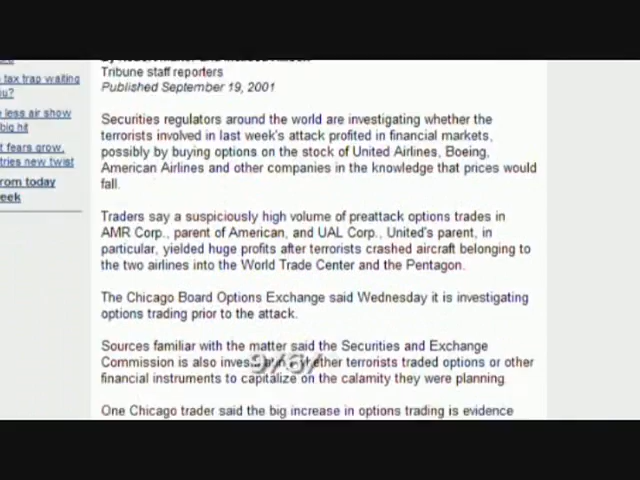 tax trap waiting
less air show
big hit
fears grow,
tries new twist
rom today
eek
Tribune staff reporters
Published September 19, 2001
Securities regulators around the world are investigating whether the
terrorists involved in last week's attack profited in financial markets,
possibly by buying options on the stock of United Airlines, Boeing,
American Airlines and other companies in the knowledge that prices would
fall.
Traders say a suspiciously high volume of preattack options trades in
AMR Corp., parent of American, and UAL Corp., United's parent, in
particular, yielded huge profits after terrorists crashed aircraft belonging to
the two airlines into the World Trade Center and the Pentagon.
The Chicago Board Options Exchange said Wednesday it is investigating
options trading prior to the attack.
Sources familiar with the matter said the Securities and Exchange
Commission is also whether terrorists traded options or other
financial instruments to capitalize on the calamity they were planning
One Chicago trader said the big increase in options trading is evidence